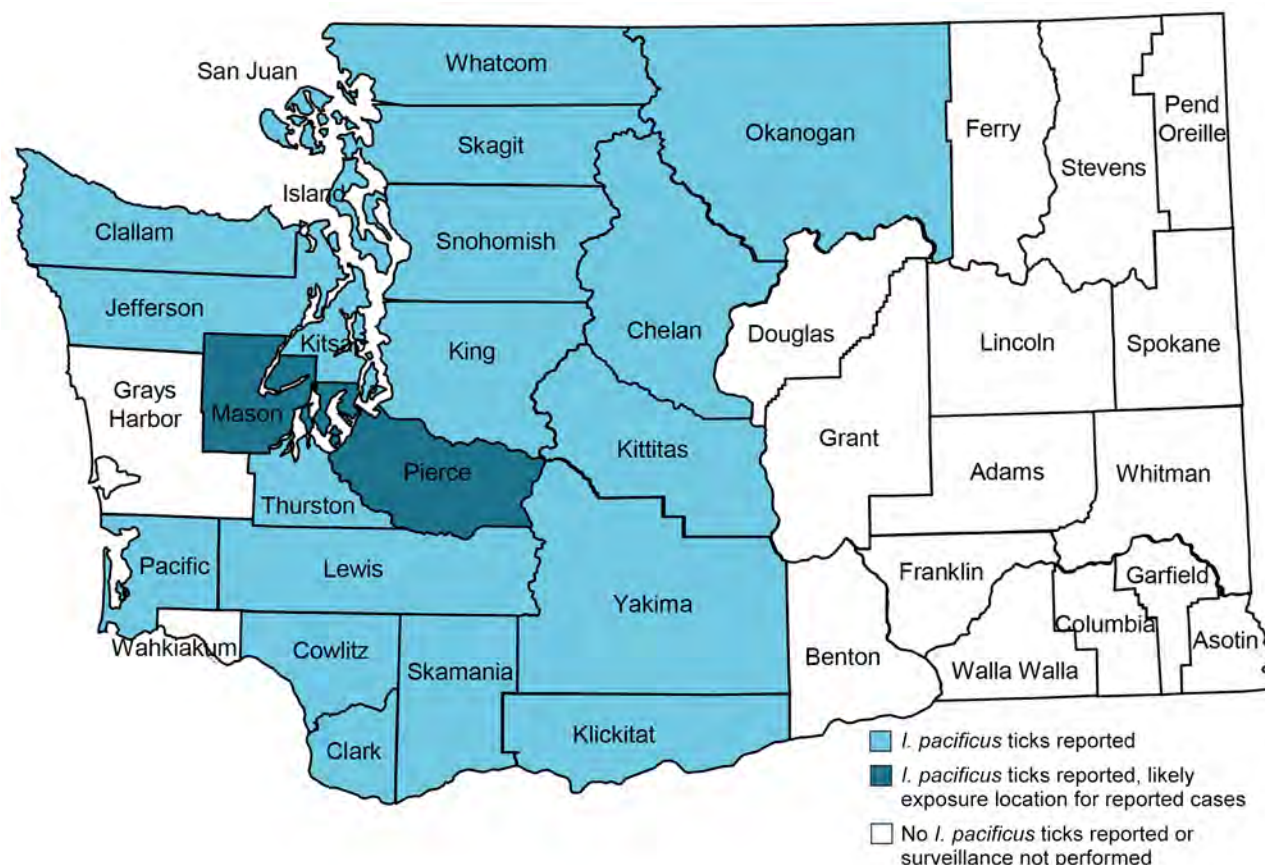 San Juan
Whatcom
Okanogan
Ferry
Pend
Oreille
Skagit
Stevens
Island
Clallam
Snohomish
Jefferson
Chelan
Douglas
Kitsap
King
Lincoln
Spokane
Grays
Harbor
Mason
Grant
Kittitas
Pierce
Adams
Whitman
Thurston
Pacific
Lewis
Franklin
Garfield
Yakima
Columbia
Wahkiakum
Cowlitz
Skamania
Benton
Walla Walla
Asotin
Clark
Klickitat
I. pacificus ticks reported
I. pacificus ticks reported, likely
exposure location for reported cases
No I. pacificus ticks reported or
surveillance not performed